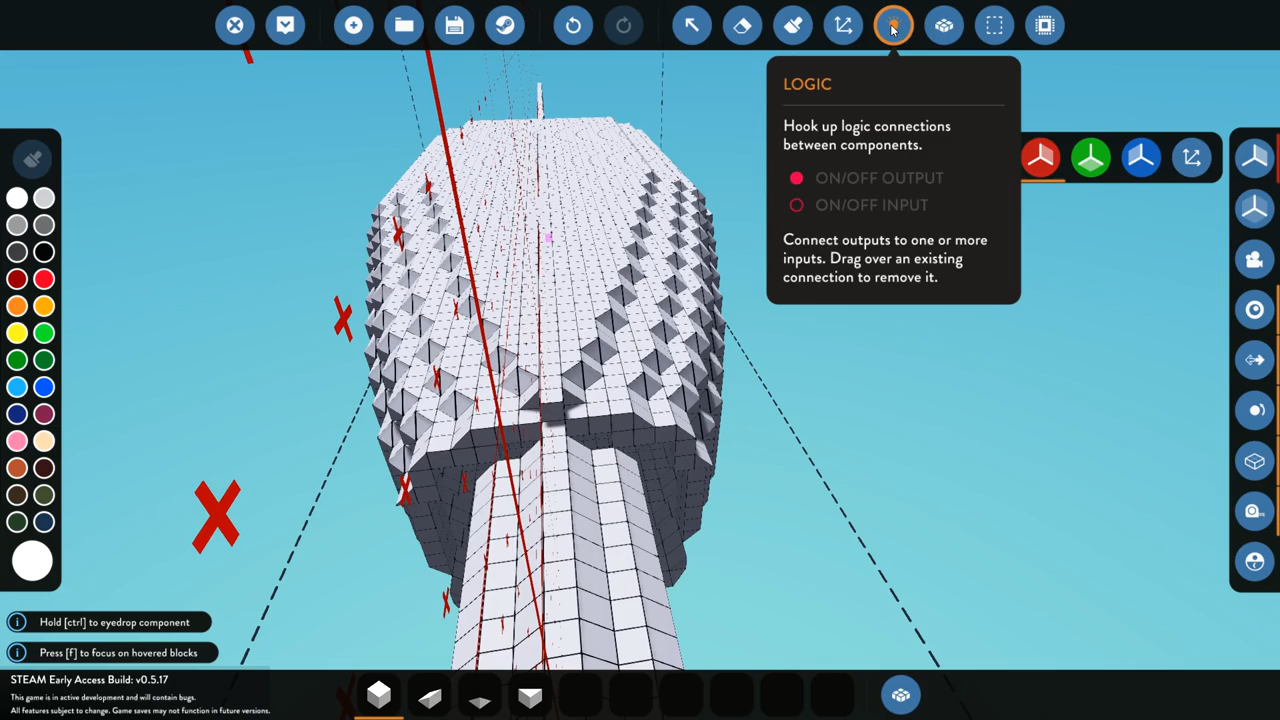 LOGIC
Hook up logic connections
between components.
ON/OFF OUTPUT
ON/OFF INPUT
Connect outputs to one or more
inputs. Drag over an existing
connection to remove it.
Hold [ctrl] to eyedrop component
Press [f] to focus on hovered blocks
STEAM Early Access Build: v0.5.17
This game is in active development and will contain bugs.
All features subject to change. Game saves may not function in future versions.